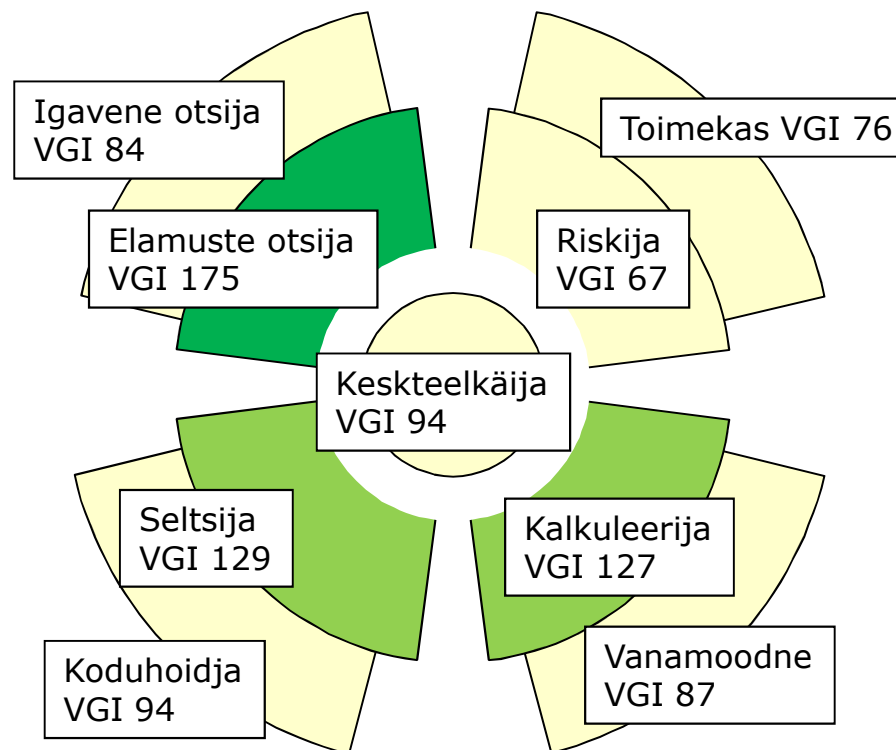 Igavene otsija
VGI 84
Toimekas VGI 76
Elamuste otsija
VGI 175
Riskija
VGI 67
Keskteelkäija
VGI 94
Seltsija
VGI 129
Kalkuleerija
VGI 127
Koduhoidja
VGI 94
Vanamoodne
VGI 87